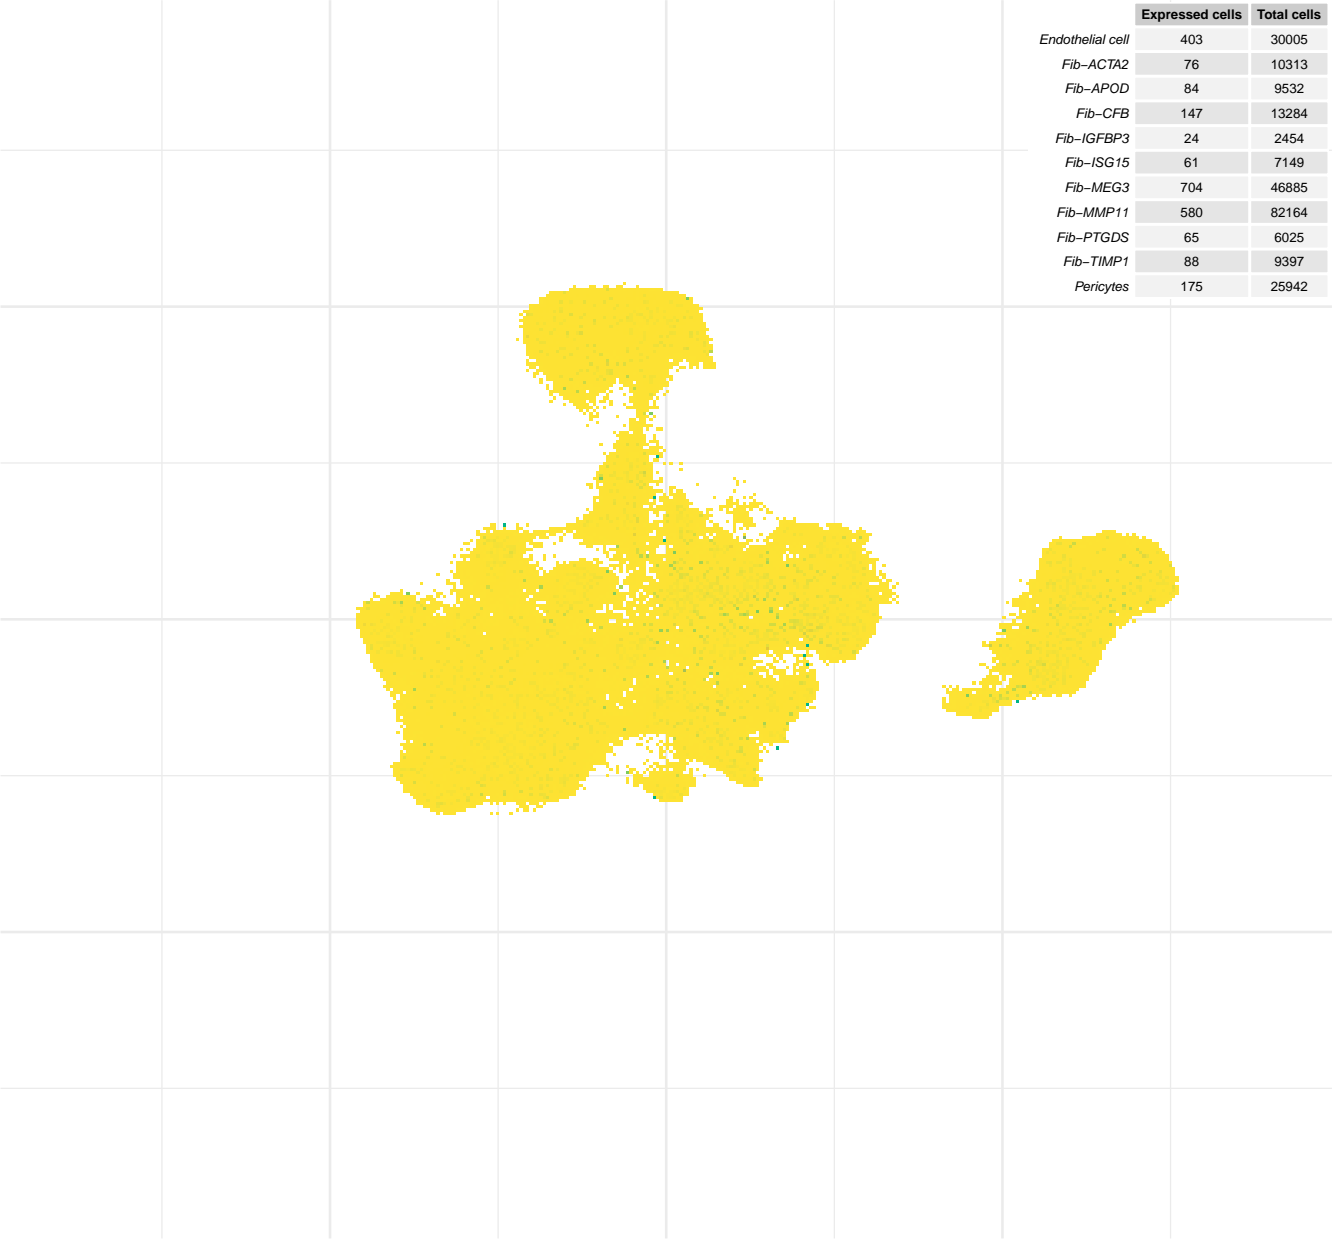 Expressed cells Total cells
Endothelial cell 403 30005
Fib−ACTA2 76 10313
Fib−APOD 84 9532
Fib−CFB 147 13284
Fib−IGFBP3 24 2454
Fib−ISG15 61 7149
Fib−MEG3 704 46885
Fib−MMP11 580 82164
Fib−PTGDS 65 6025
Fib−TIMP1 88 9397
Pericytes 175 25942